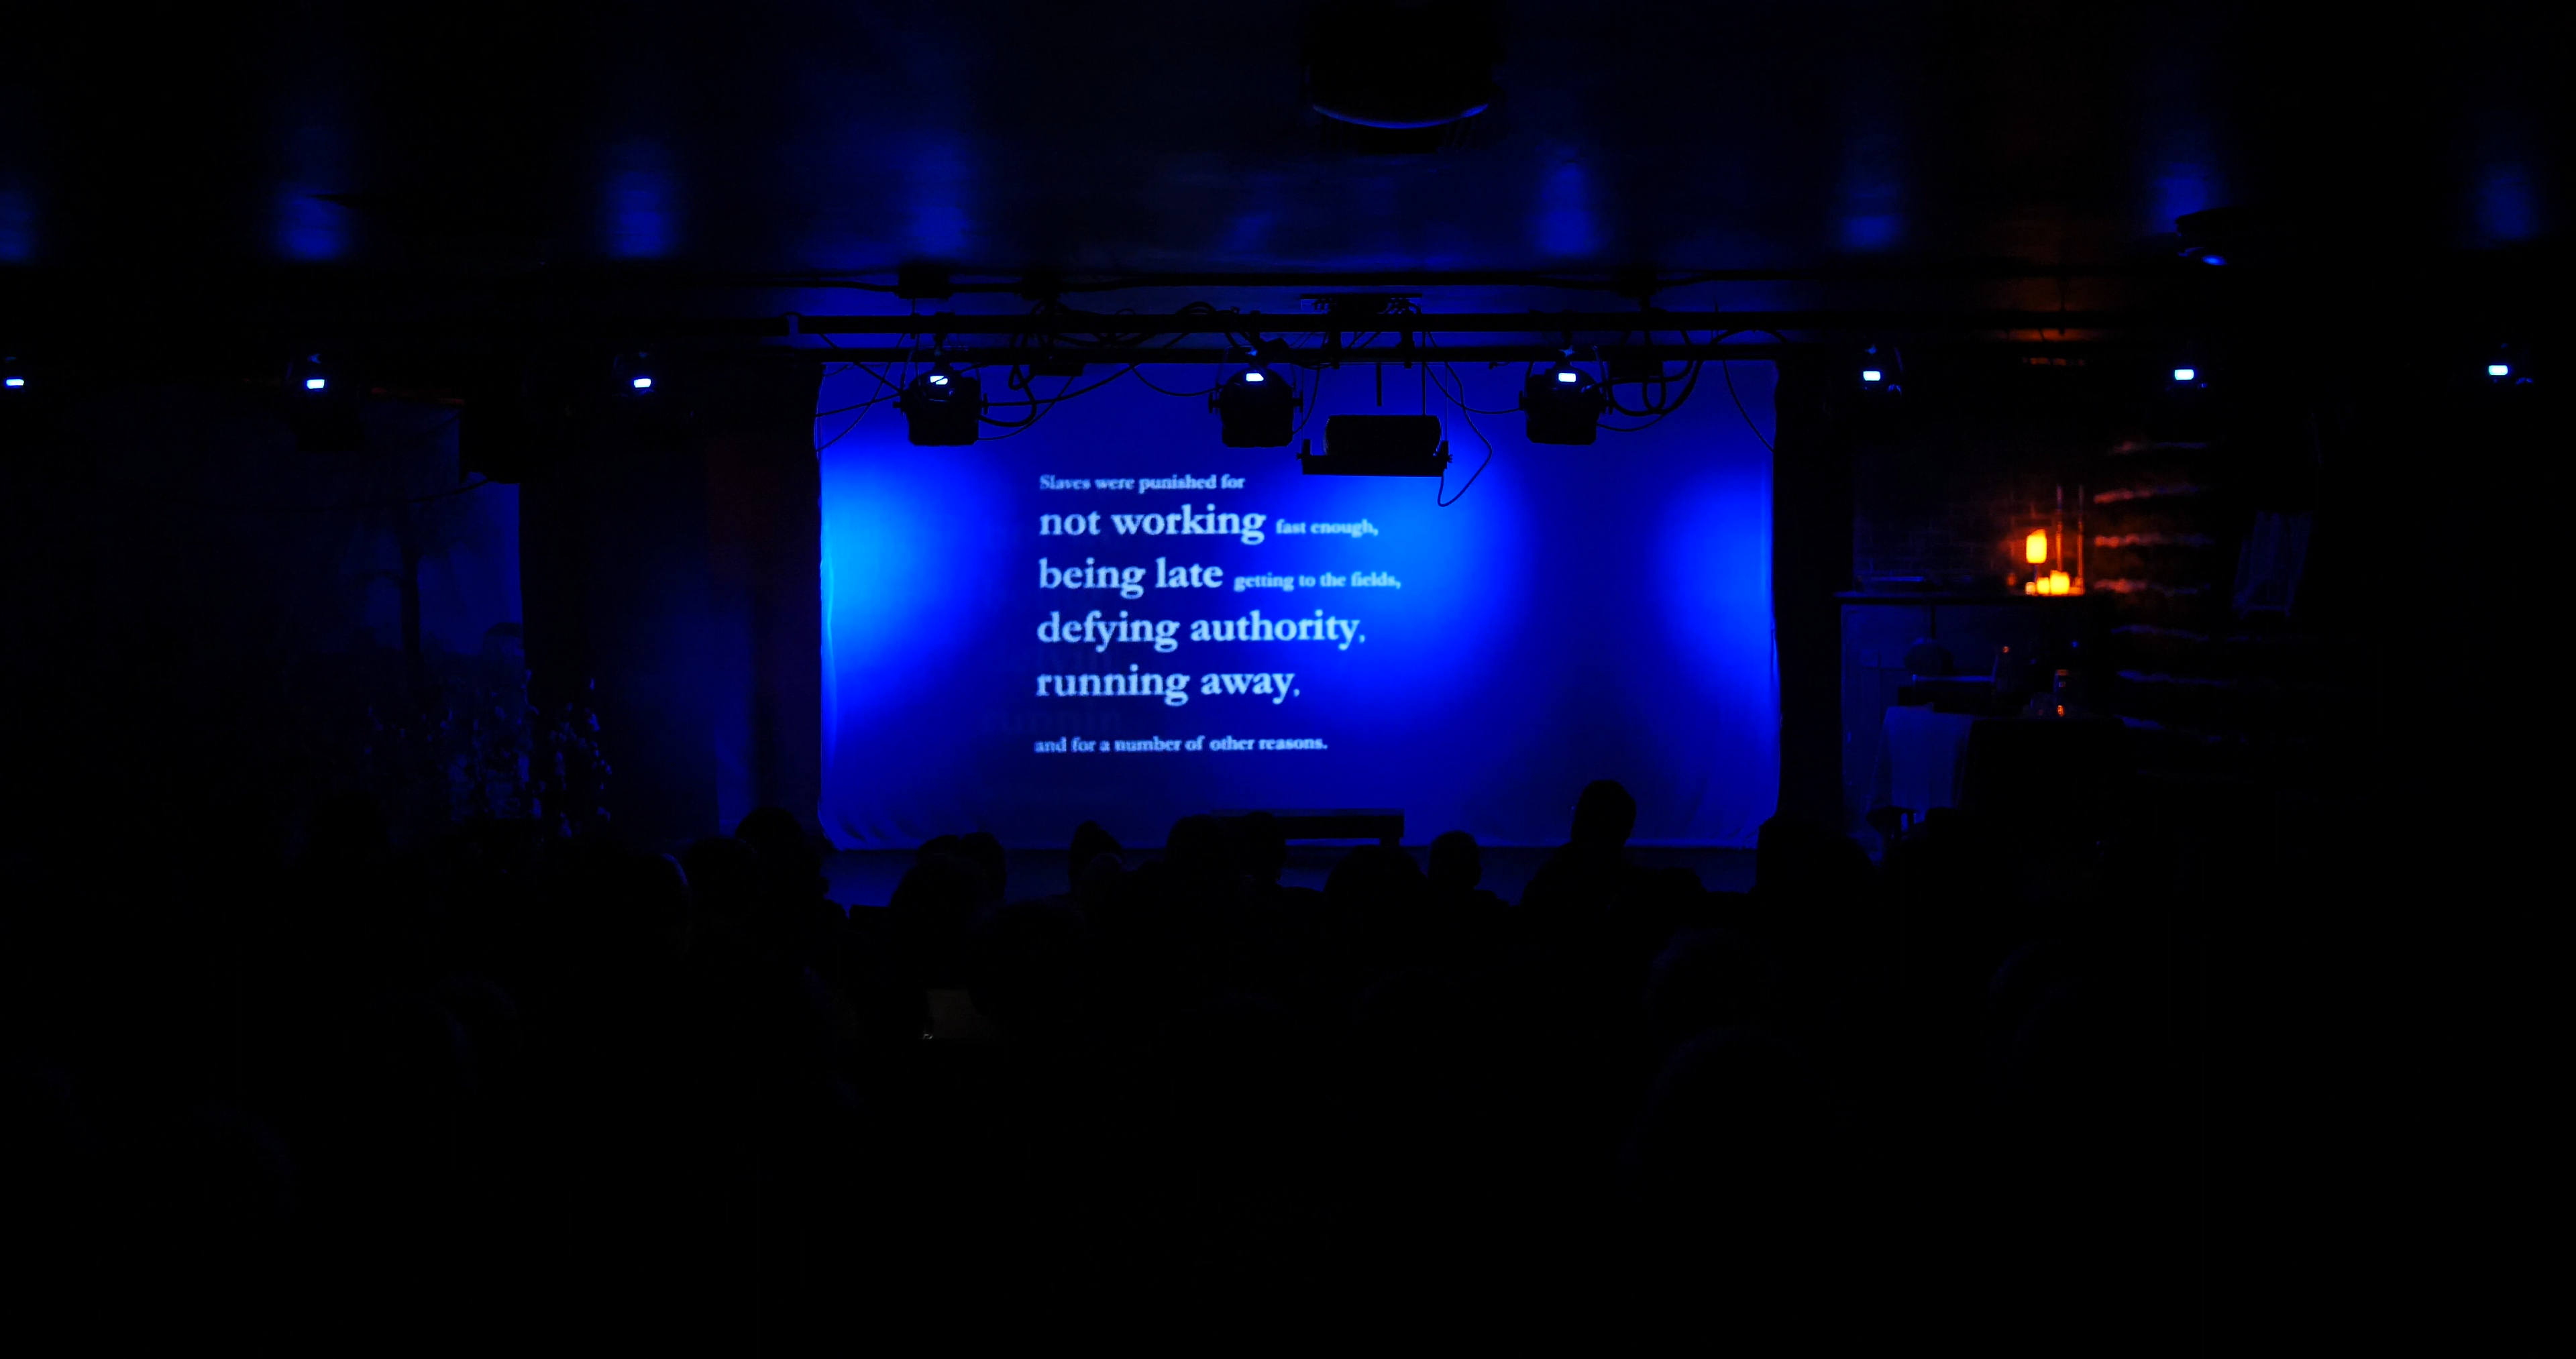 Slaves were punished for
not working fast enough,
being late getting to the fields,
defying authority,
running away,
and for a number of other reasons.